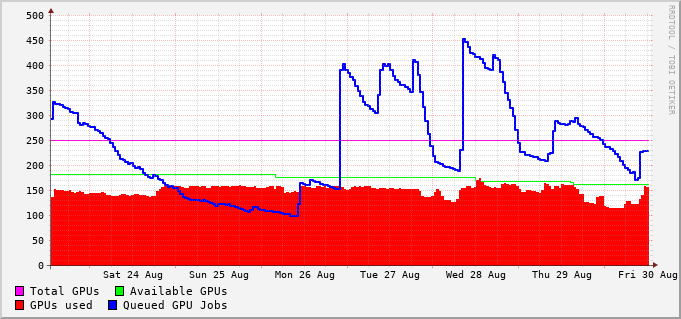 500
450
400
350
300
250
200
150
100
50
0
Sat 24 Aug Sun 25 Aug Mon 26 Aug Tue 27 Aug Wed 28 Aug Thu 29 Aug Fri 30 Aug
Total GPUs Available GPUs
GPUs used Queued GPU Jobs
RRDTOOL / TOBI OETIKER